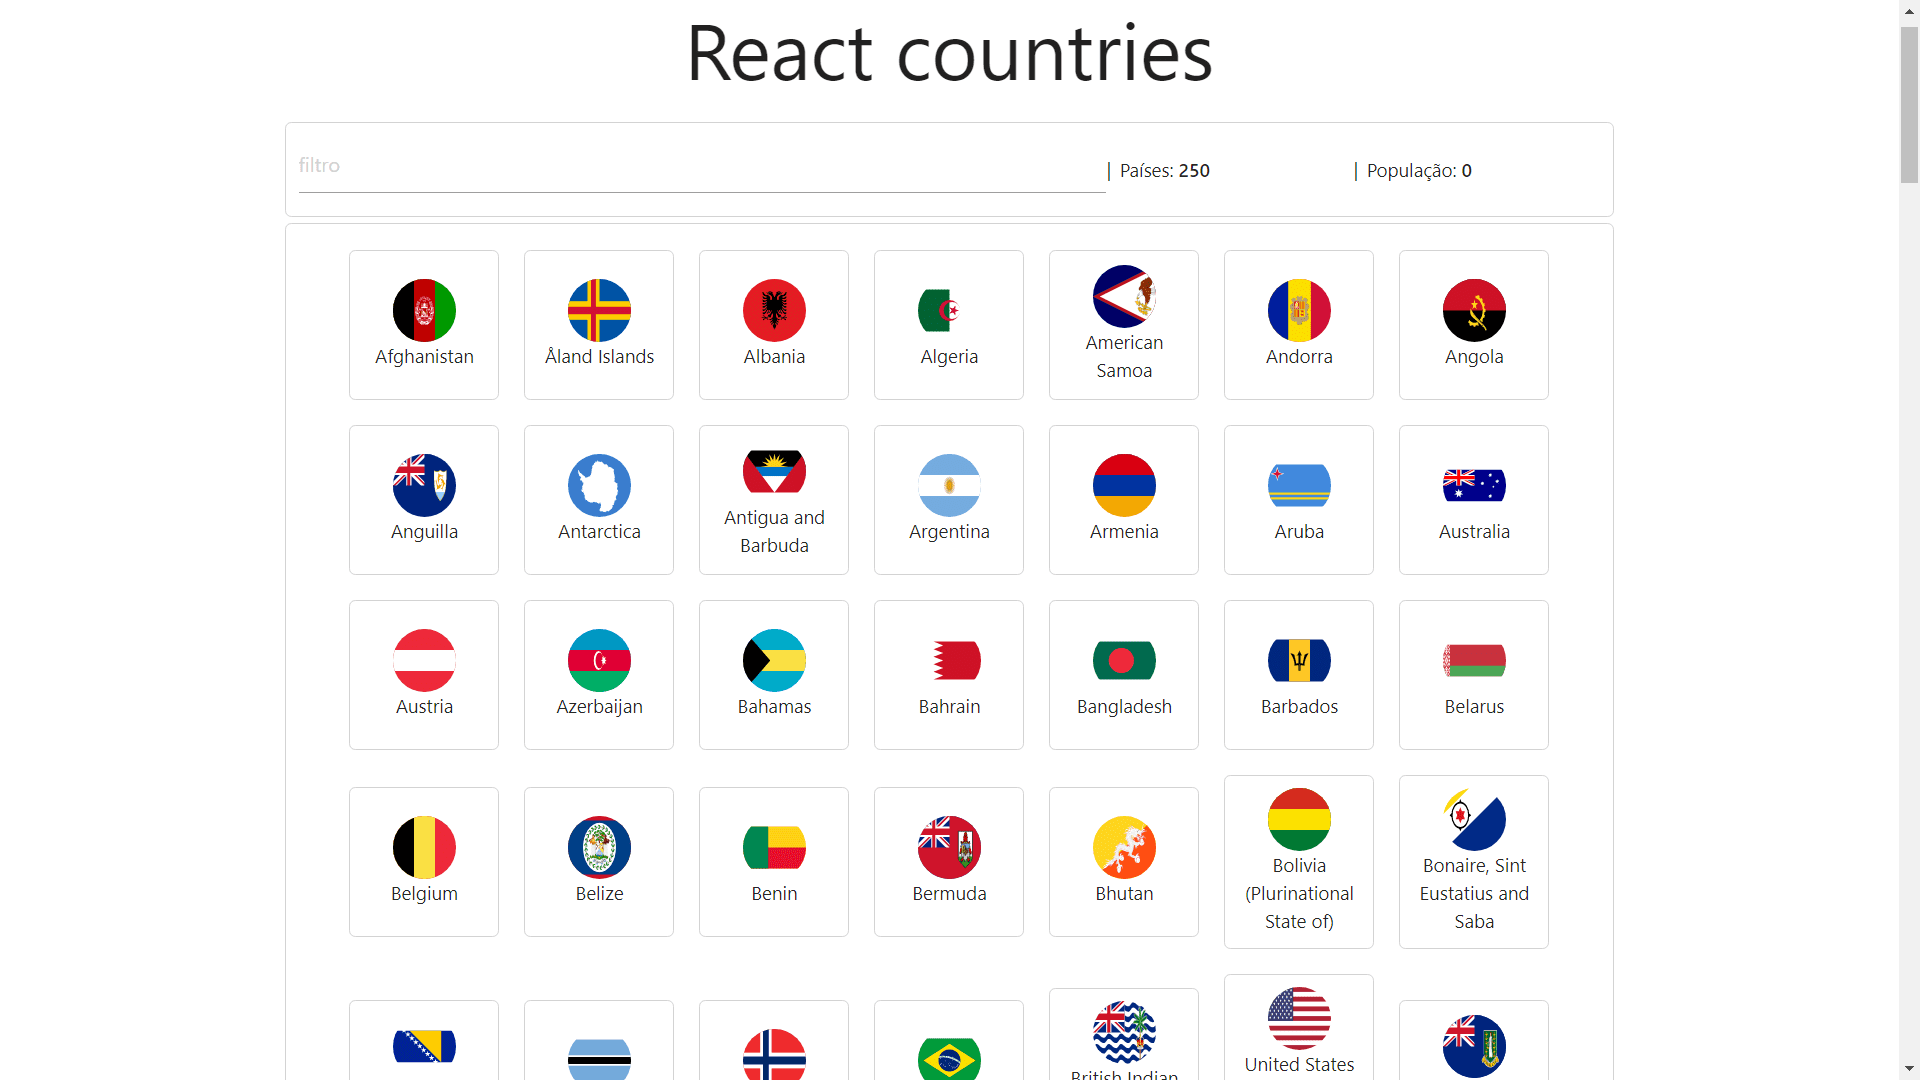 React countries
filtro
| Países: 250
| População: 0
Afghanistan
Åland Islands
Albania
Algeria
American
Samoa
Andorra
Angola
Anguilla
Antarctica
Antigua and
Barbuda
Argentina
Armenia
Aruba
Australia
Austria
Azerbaijan
Bahamas
Bahrain
Bangladesh
Barbados
Belarus
Belgium
Belize
Benin
Bermuda
Bhutan
Bolivia
(Plurinational
State of)
Bonaire, Sint
Eustatius and
Saba
British Indian
United States